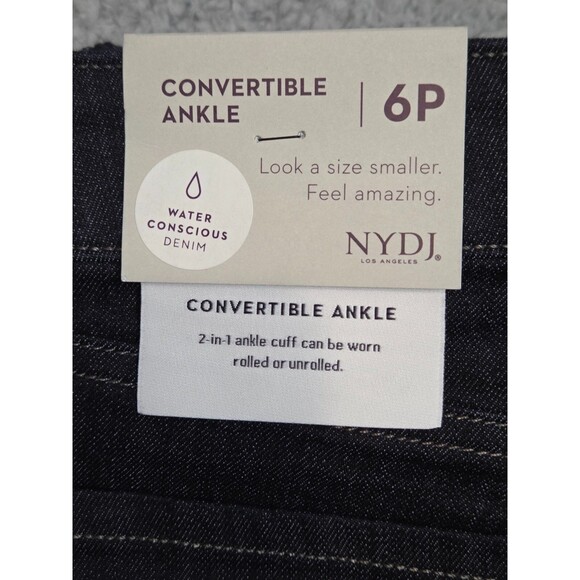 CONVERTIBLE
ANKLE
6P
Look a size smaller.
Feel amazing.
WATER
CONSCIOUS
DENIM
NYDJ®
LOS ANGELES
CONVERTIBLE ANKLE
2-in-1 ankle cuff can be worn
rolled or unrolled.